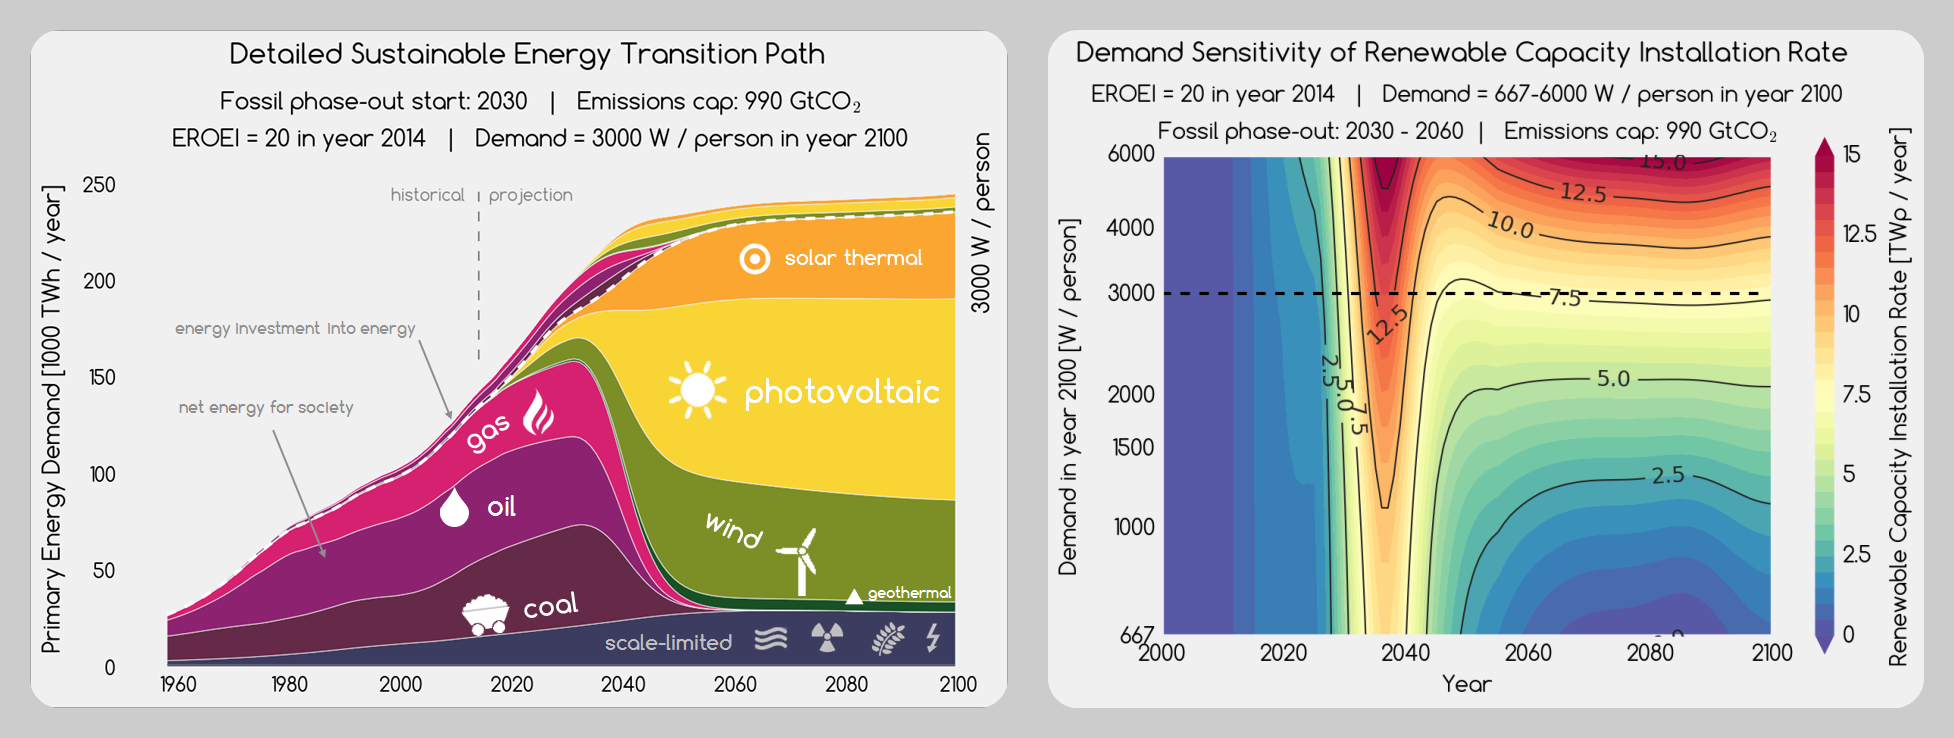 Detailed Sustainable Energy Transition Path
Fossil phase-out start: 2030 | Emissions cap: 990 GtCO₂
EROEI = 20 in year 2014 | Demand = 3000 W / person in year 2100
Primary Energy Demand [1000 TWh / year]
250
200
150
100
50
0
historical
projection
energy investment into energy
net energy for society
gas
oil
coal
solar thermal
photovoltaic
wind
geothermal
scale-limited
3000 W / person
1960 1980 2000 2020 2040 2060 2080 2100
Demand Sensitivity of Renewable Capacity Installation Rate
EROEI = 20 in year 2014 | Demand = 667-6000 W / person in year 2100
Fossil phase-out: 2030 - 2060 | Emissions cap: 990 GtCO₂
Demand in year 2100 [W / person]
6000
4000
3000
2000
1500
1000
667
15.0
12.5
10.0
7.5
12.5
2.5
5.0
7.5
5.0
2.5
2000 2020 2040 2060 2080 2100
Year
15
12.5
10
7.5
5
2.5
0
Renewable Capacity Installation Rate [TWp / year]